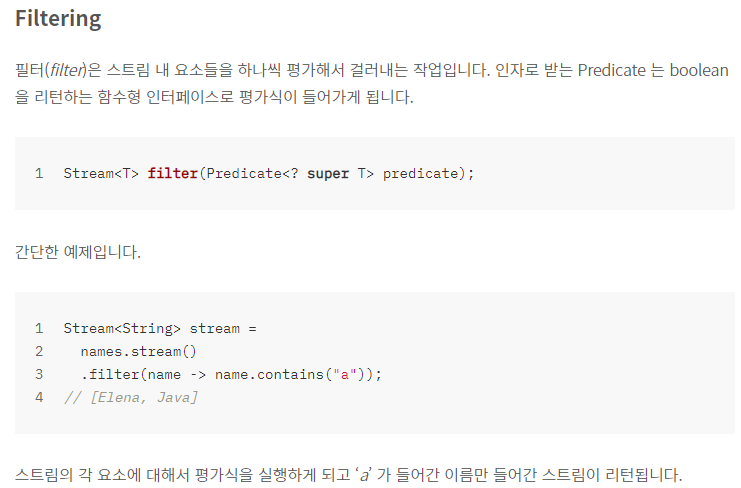 Filtering
필터(filter)은 스트림 내 요소들을 하나씩 평가해서 걸러내는 작업입니다. 인자로 받는 Predicate 는 boolean
을 리턴하는 함수형 인터페이스로 평가식이 들어가게 됩니다.
1 Stream<T> filter(Predicate<? super T> predicate);
간단한 예제입니다.
1 Stream<String> stream =
2 names.stream()
3 .filter(name -> name.contains("a"));
4 // [Elena, Java]
스트림의 각 요소에 대해서 평가식을 실행하게 되고 ‘a’ 가 들어간 이름만 들어간 스트림이 리턴됩니다.